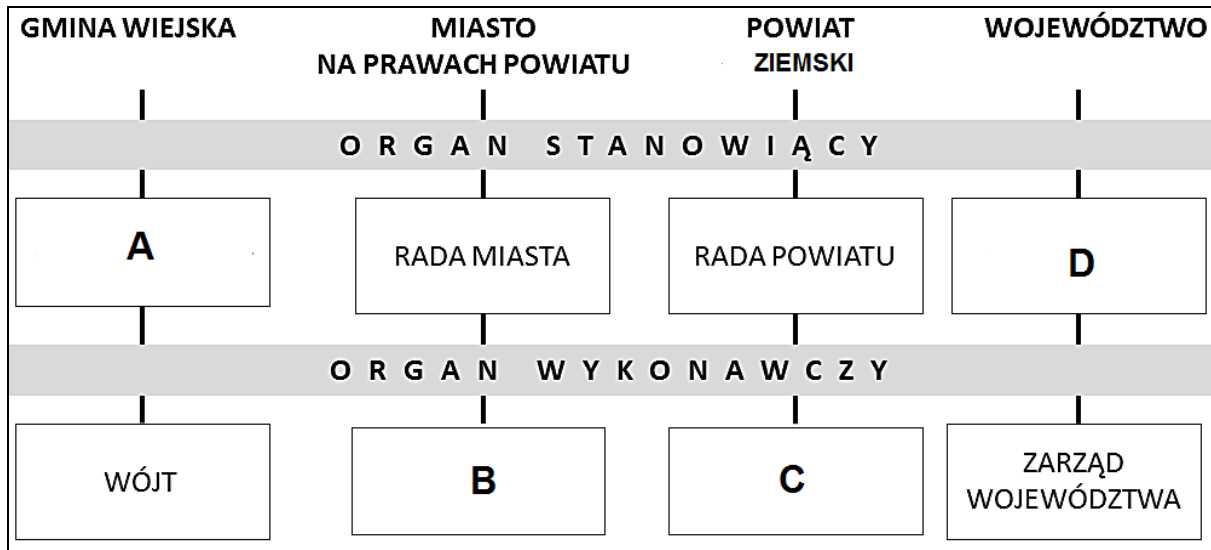 GMINA WIEJSKA
MIASTO
NA PRAWACH POWIATU
POWIAT
ZIEMSKI
WOJEWÓDZTWO
ORGAN STANOWIĄCY
A
RADA MIASTA
RADA POWIATU
D
ORGAN WYKONAWCZY
WÓJT
B
C
ZARZĄD
WOJEWÓDZTWA